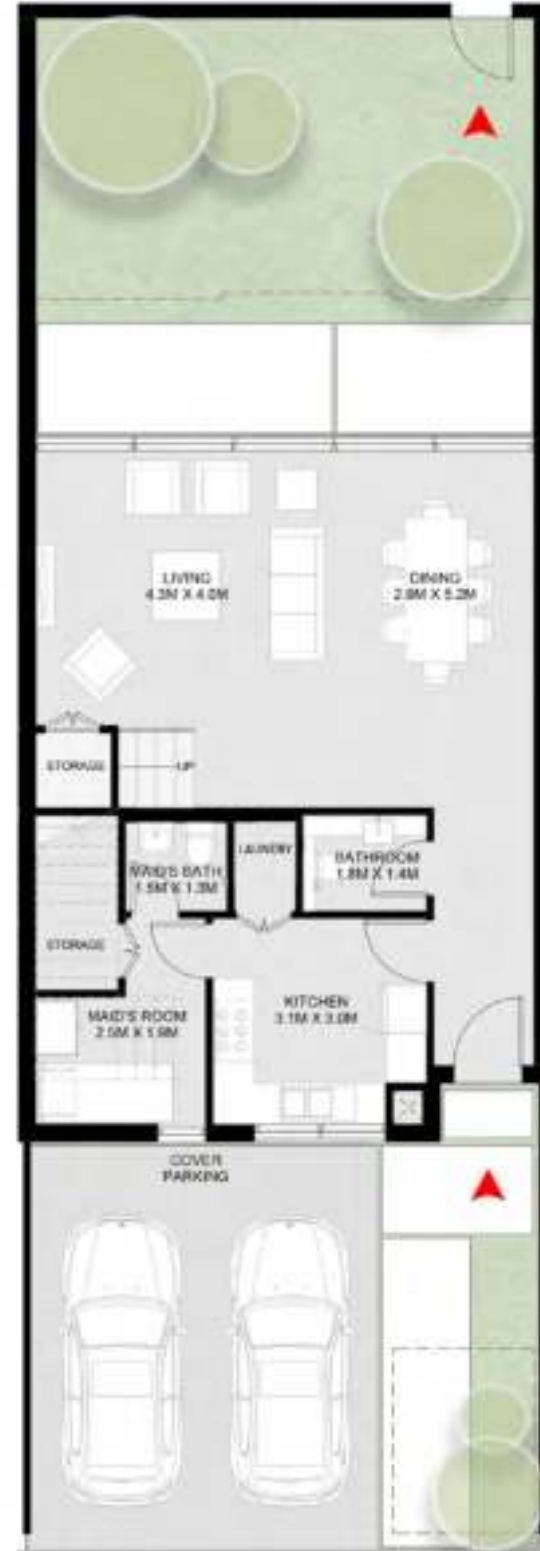 LIVING
4.3M X 4.0M
DINING
2.8M X 5.2M
STORAGE
UP
MAID'S BATH
1.5M X 1.3M
LAUNDRY
BATHROOM
1.8M X 1.4M
STORAGE
MAID'S ROOM
2.5M X 1.9M
KITCHEN
3.1M X 3.0M
COVER
PARKING